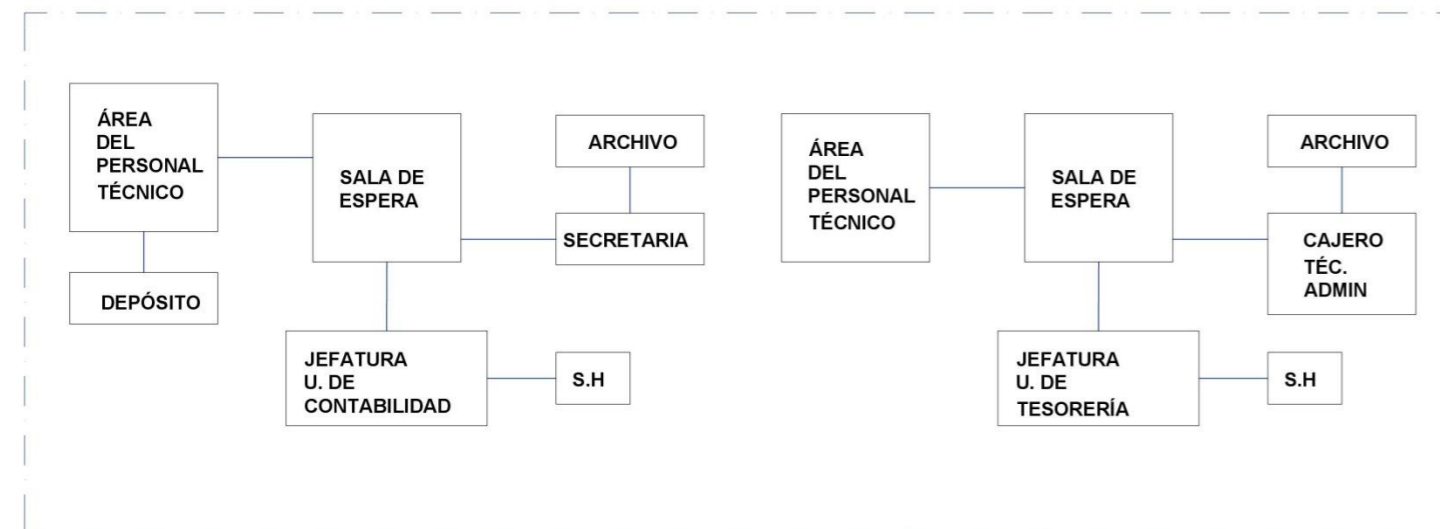 ÁREA
DEL
PERSONAL
TÉCNICO
SALA DE
ESPERA
ARCHIVO
SECRETARIA
DEPÓSITO
JEFATURA
U. DE
CONTABILIDAD
S.H
ÁREA
DEL
PERSONAL
TÉCNICO
SALA DE
ESPERA
ARCHIVO
CAJERO
TÉC.
ADMIN
JEFATURA
U. DE
TESORERÍA
S.H